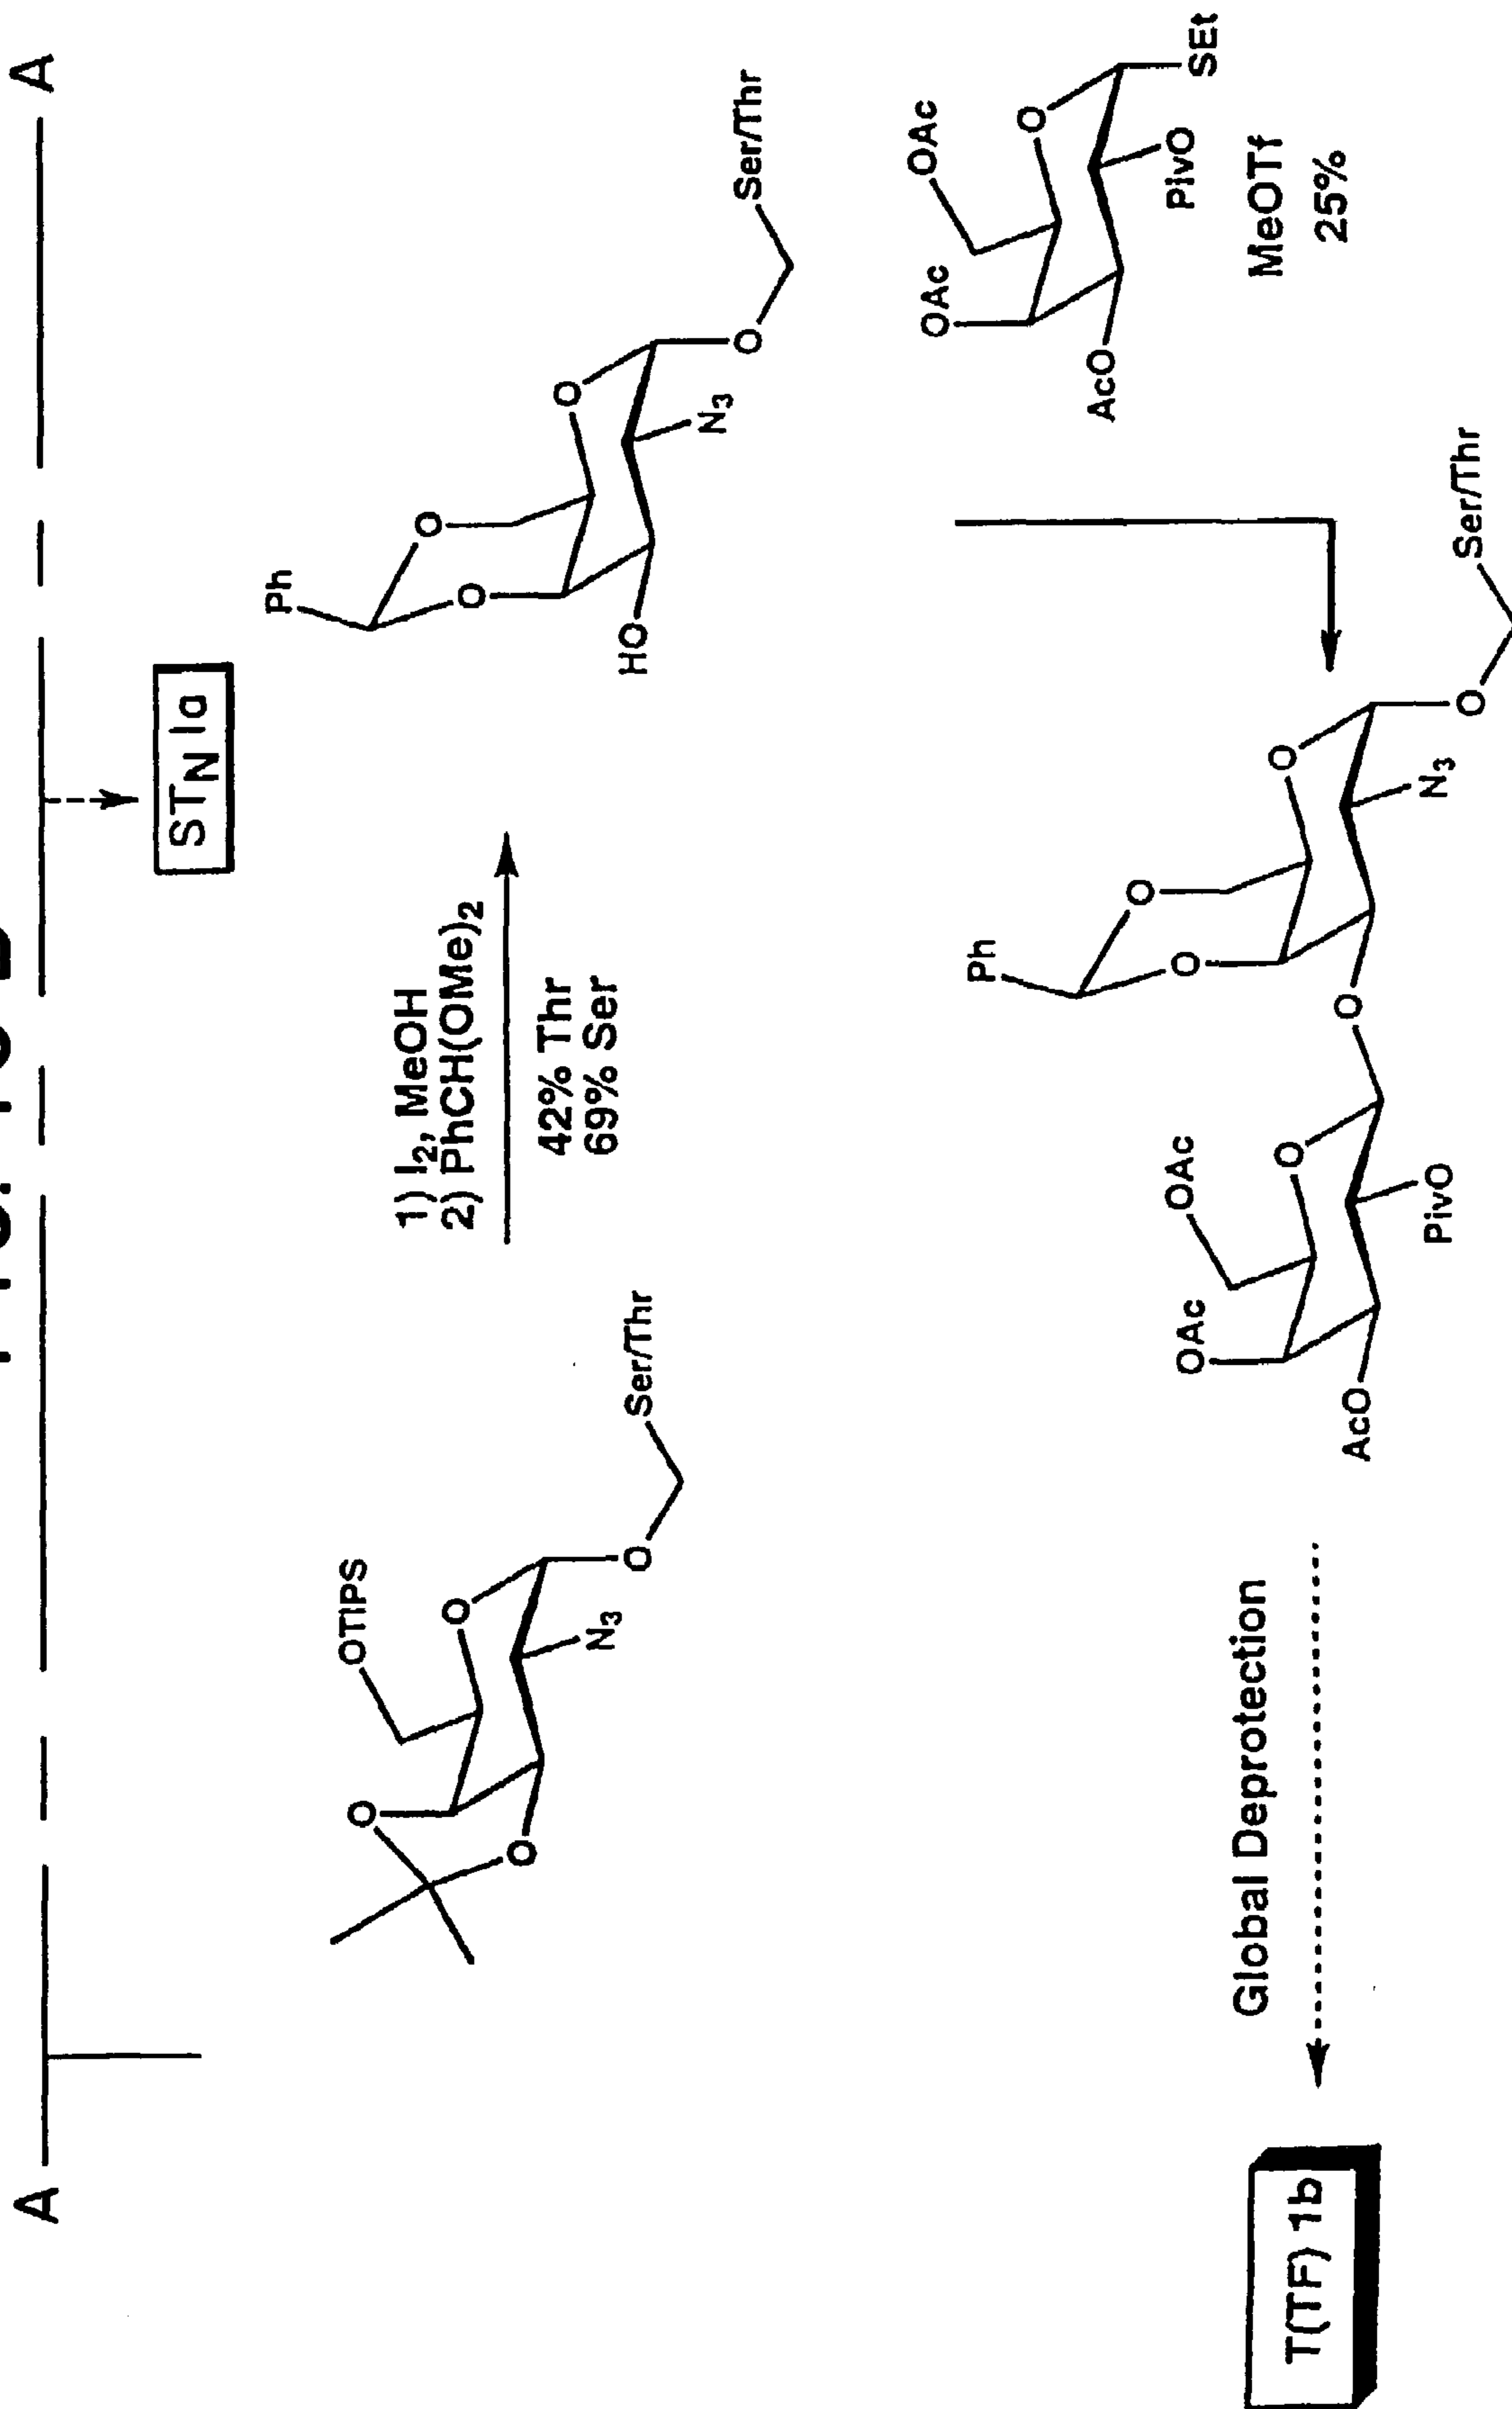 A
A
STN1a
OTIPS
O
O
O
N3
O
Ser/Thr
1) I2, MeOH
2) PhCH(OMe)2
42% Thr
69% Ser
Ph
O
O
O
HO
N3
O
Ser/Thr
OAc
OAc
O
AcO
PivO
SEt
MeOTf
25%
Ph
O
O
O
O
N3
O
Ser/Thr
OAc
OAc
O
AcO
PivO
Global Deprotection
T(TF) 1b